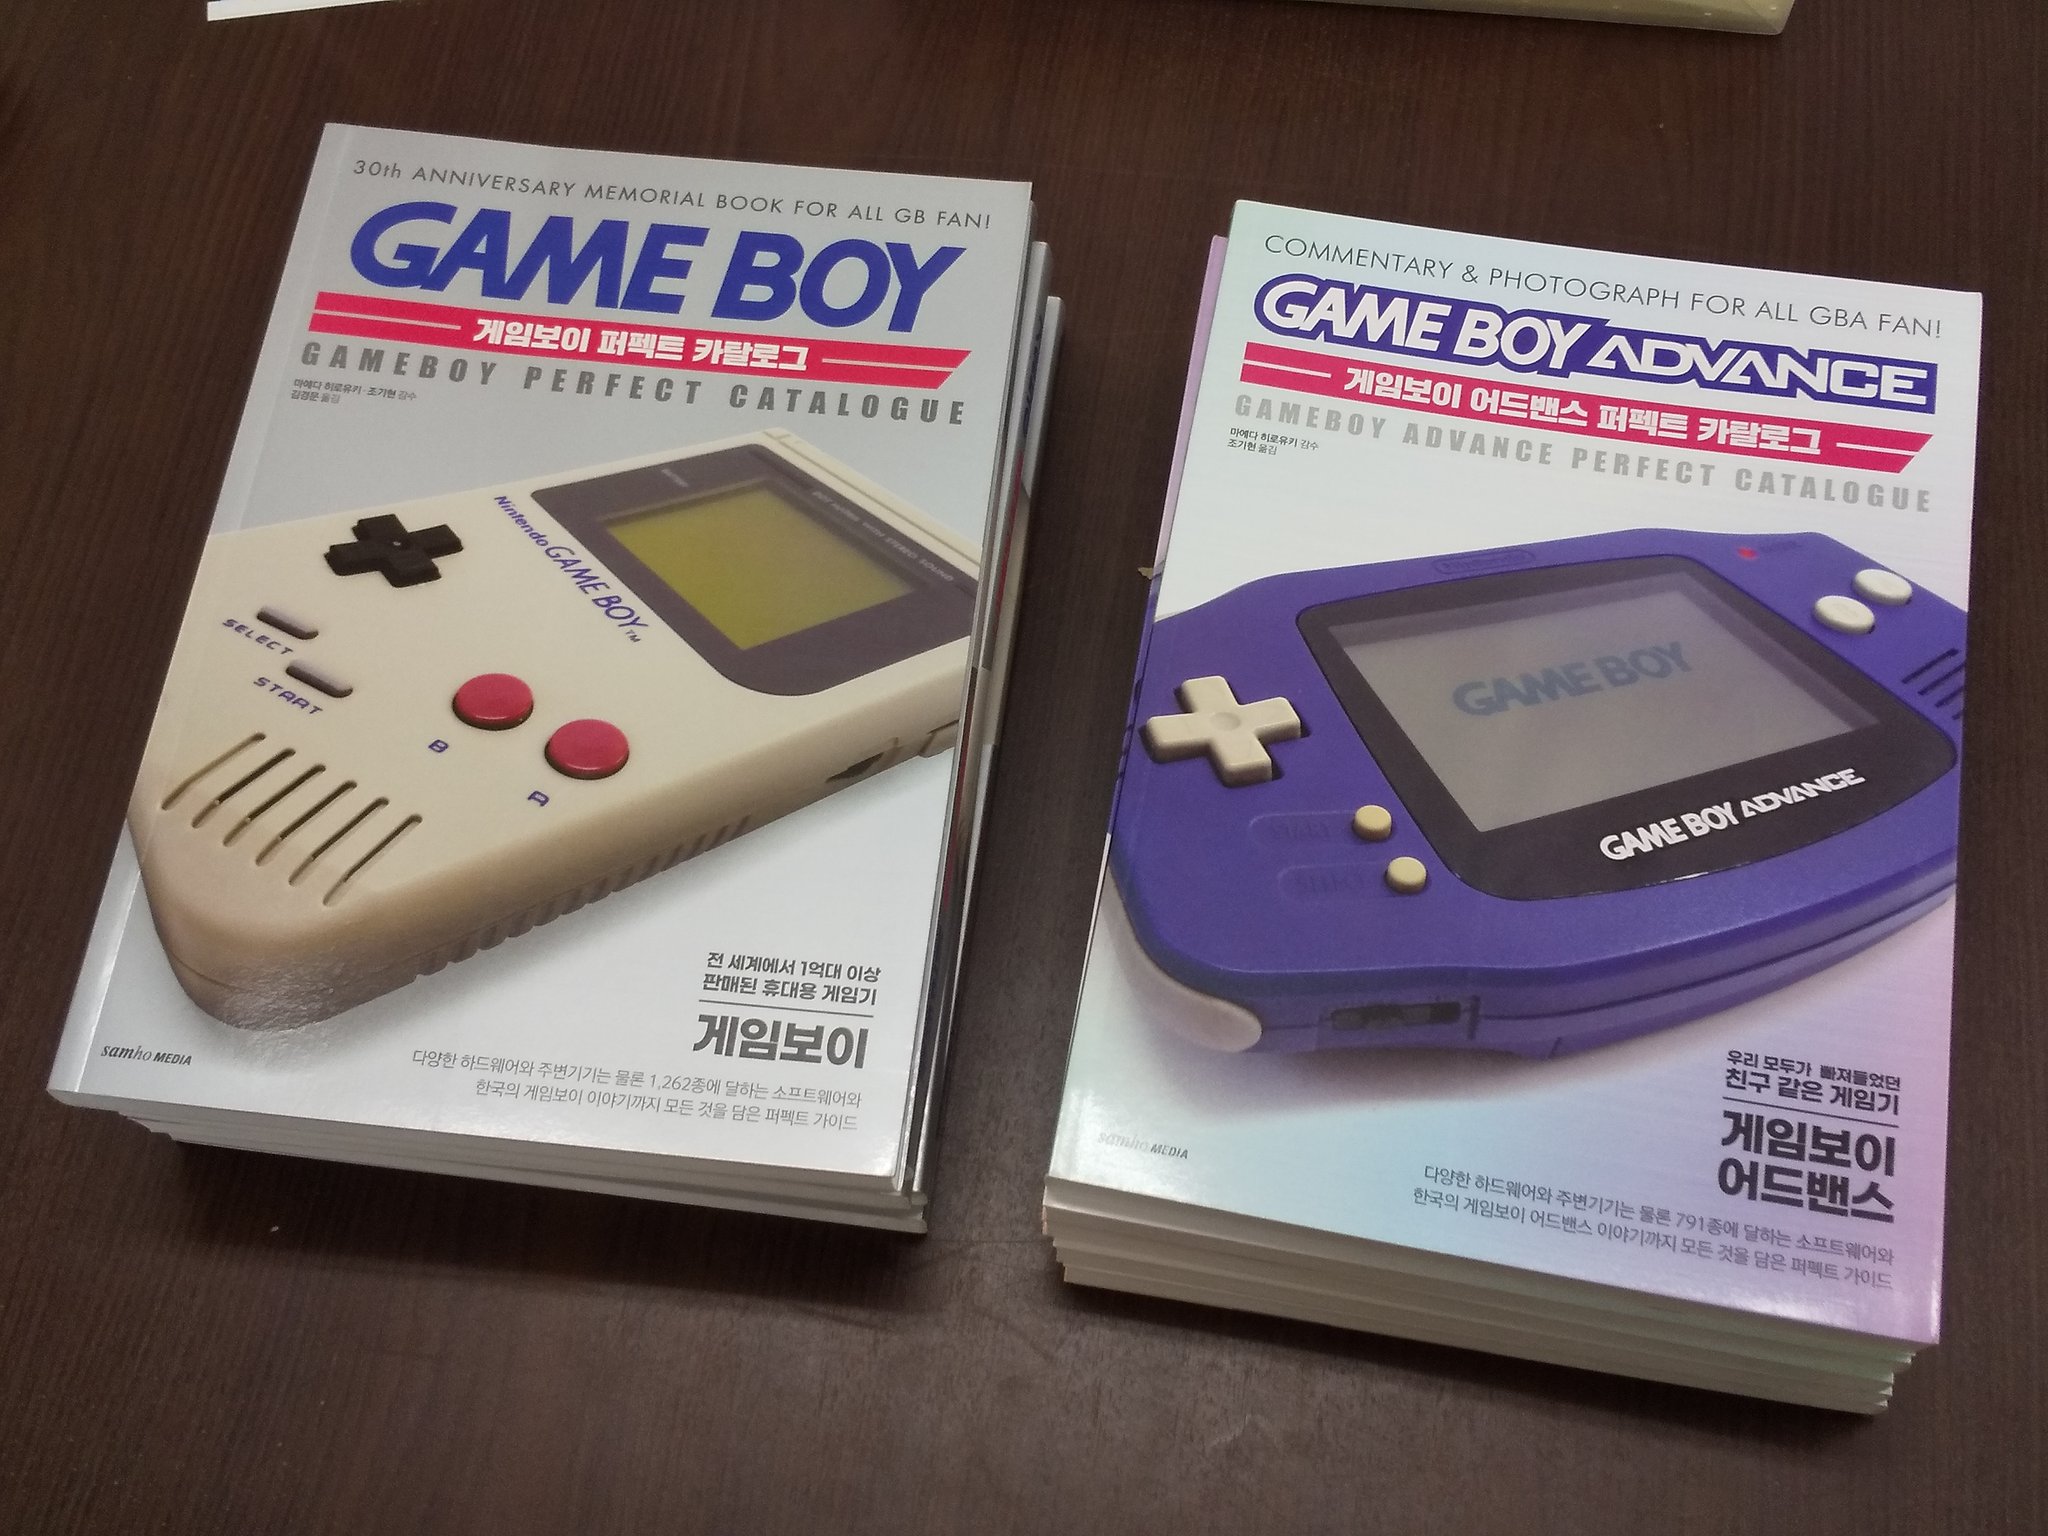 30th ANNIVERSARY MEMORIAL BOOK FOR ALL GB FAN!
GAME BOY
게임보이 퍼펙트 카탈로그
GAMEBOY PERFECT CATALOGUE
마에다 히로유키 · 조기현 감수
김경문 옮김
Nintendo GAME BOY TM
DOT MATRIX WITH STEREO SOUND
SELECT
START
B
A
전 세계에서 1억대 이상
판매된 휴대용 게임기
게임보이
samho MEDIA
다양한 하드웨어와 주변기기는 물론 1,262종에 달하는 소프트웨어와
한국의 게임보이 이야기까지 모든 것을 담은 퍼펙트 가이드
COMMENTARY & PHOTOGRAPH FOR ALL GBA FAN!
GAME BOY ADVANCE
게임보이 어드밴스 퍼펙트 카탈로그
GAMEBOY ADVANCE PERFECT CATALOGUE
마에다 히로유키 감수
조기현 옮김
Nintendo
GAME BOY
GAME BOY ADVANCE
START
SELECT
우리 모두가 빠져들었던
친구 같은 게임기
게임보이
어드밴스
samho MEDIA
다양한 하드웨어와 주변기기는 물론 791종에 달하는 소프트웨어와
한국의 게임보이 어드밴스 이야기까지 모든 것을 담은 퍼펙트 가이드